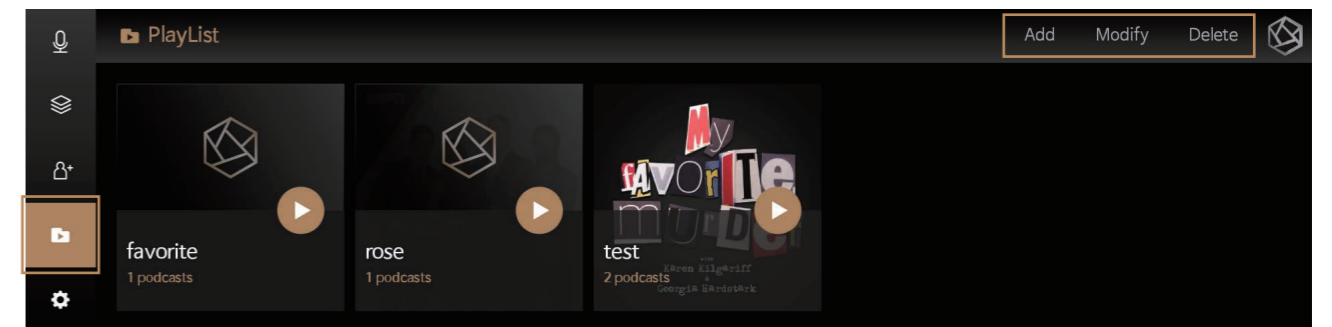 PlayList
Add Modify Delete
My
fAVOrITe
mURDer
with
Karen Kilgariff
&
Georgia Hardstark
favorite
1 podcasts
rose
1 podcasts
test
2 podcasts